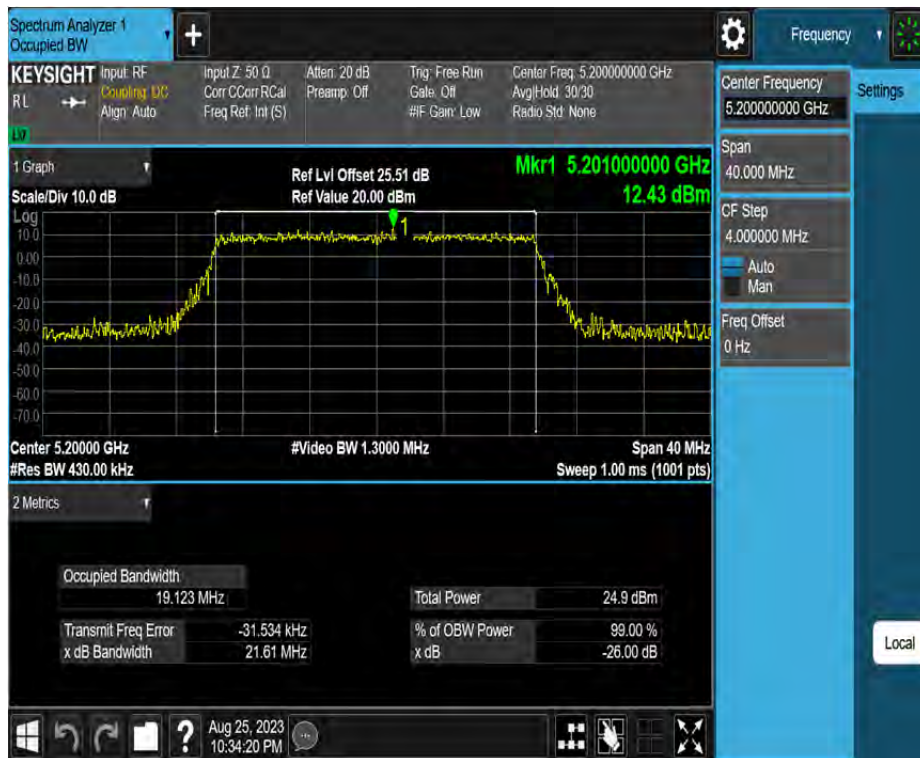 Spectrum Analyzer 1
Occupied BW
Frequency
KEYSIGHT
RL
Input: RF
Coupling: DC
Align: Auto
Input Z: 50 Ω
Corr CCorr RCal
Freq Ref: Int (S)
Atten: 20 dB
Preamp: Off
Trig: Free Run
Gate: Off
#IF Gain: Low
Center Freq: 5.200000000 GHz
Avg|Hold: 30/30
Radio Std: None
Center Frequency
5.200000000 GHz
Settings
Span
40.000 MHz
CF Step
4.000000 MHz
Auto
Man
Freq Offset
0 Hz
Local
1 Graph
Scale/Div 10.0 dB
Ref Lvl Offset 25.51 dB
Ref Value 20.00 dBm
Mkr1 5.201000000 GHz
12.43 dBm
Log
1
10.0
0.00
-10.0
-20.0
-30.0
-40.0
-50.0
-60.0
-70.0
Center 5.20000 GHz
#Video BW 1.3000 MHz
Span 40 MHz
#Res BW 430.00 kHz
Sweep 1.00 ms (1001 pts)
2 Metrics
Occupied Bandwidth
19.123 MHz
Total Power 24.9 dBm
Transmit Freq Error -31.534 kHz
% of OBW Power 99.00 %
x dB Bandwidth 21.61 MHz
x dB -26.00 dB
?
Aug 25, 2023
10:34:20 PM